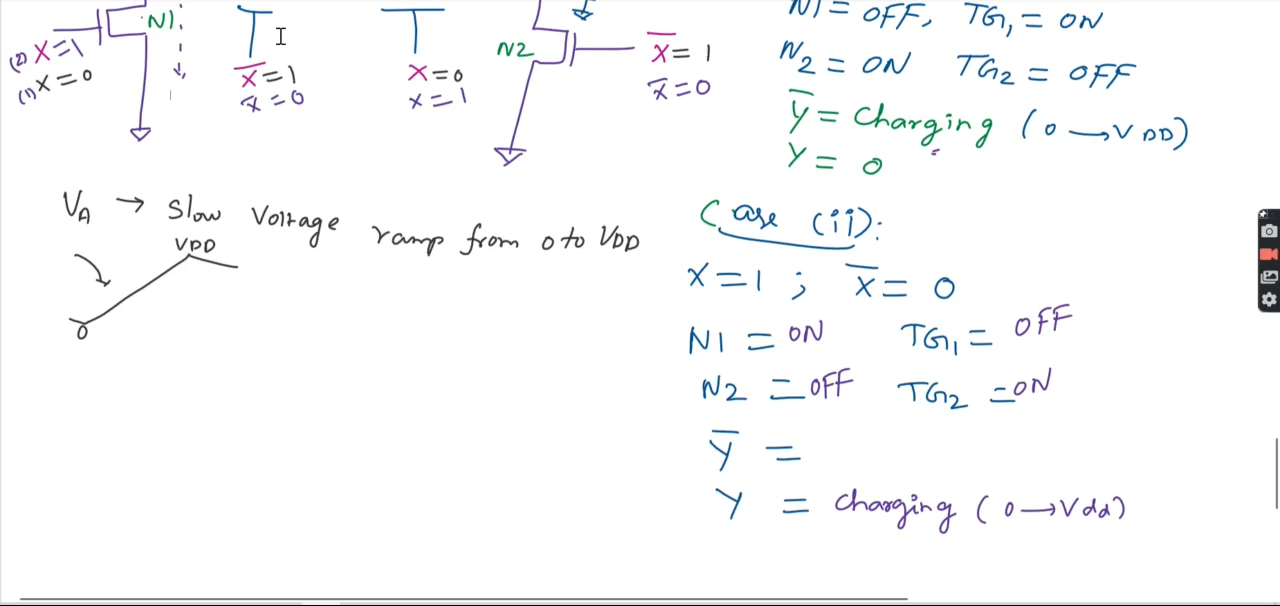 N1
(2) X=1
(1) X=0
X̅=1
X̅=0
X=0
X=1
N2
X̅=1
X̅=0
N1 = OFF, TG1 = ON
N2 = ON TG2 = OFF
Y̅ = Charging (0→VDD)
Y = 0
VA → Slow Voltage ramp from 0 to VDD
VDD
0
Case (ii):
X=1 ; X̅= 0
N1 = ON TG1 = OFF
N2 = OFF TG2 = ON
Y̅ =
Y = Charging (0→Vdd)